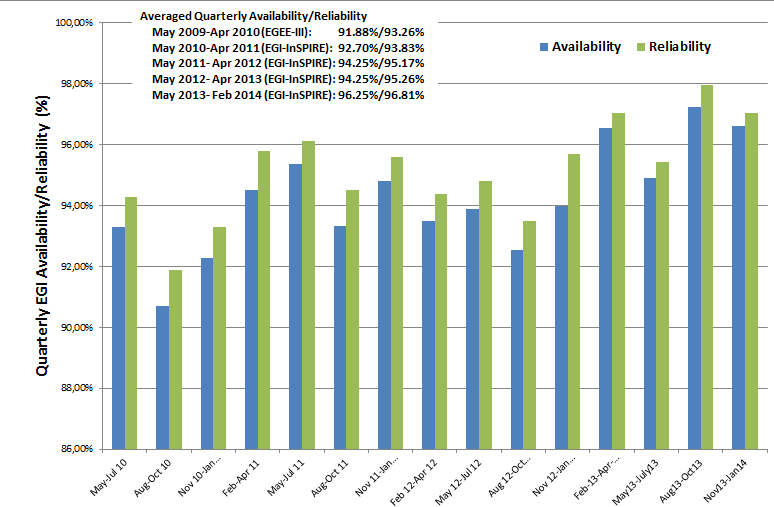 Averaged Quarterly Availability/Reliability
May 2009-Apr 2010 (EGEE-III): 91.88%/93.26%
May 2010-Apr 2011 (EGI-InSPIRE): 92.70%/93.83%
May 2011- Apr 2012 (EGI-InSPIRE): 94.25%/95.17%
May 2012- Apr 2013 (EGI-InSPIRE): 94.25%/95.26%
May 2013- Feb 2014 (EGI-InSPIRE): 96.25%/96.81%
Availability Reliability
Quarterly EGI Availability/Reliability (%)
100,00%
98,00%
96,00%
94,00%
92,00%
90,00%
88,00%
86,00%
May-Jul 10
Aug-Oct 10
Nov 10-Jan...
Feb-Apr 11
May-Jul 11
Aug-Oct 11
Nov 11-Jan...
Feb 12-Apr 12
May 12-Jul 12
Aug 12-Oct...
Nov 12-Jan...
Feb-13-Apr-...
May13-July13
Aug13-Oct13
Nov13-Jan14